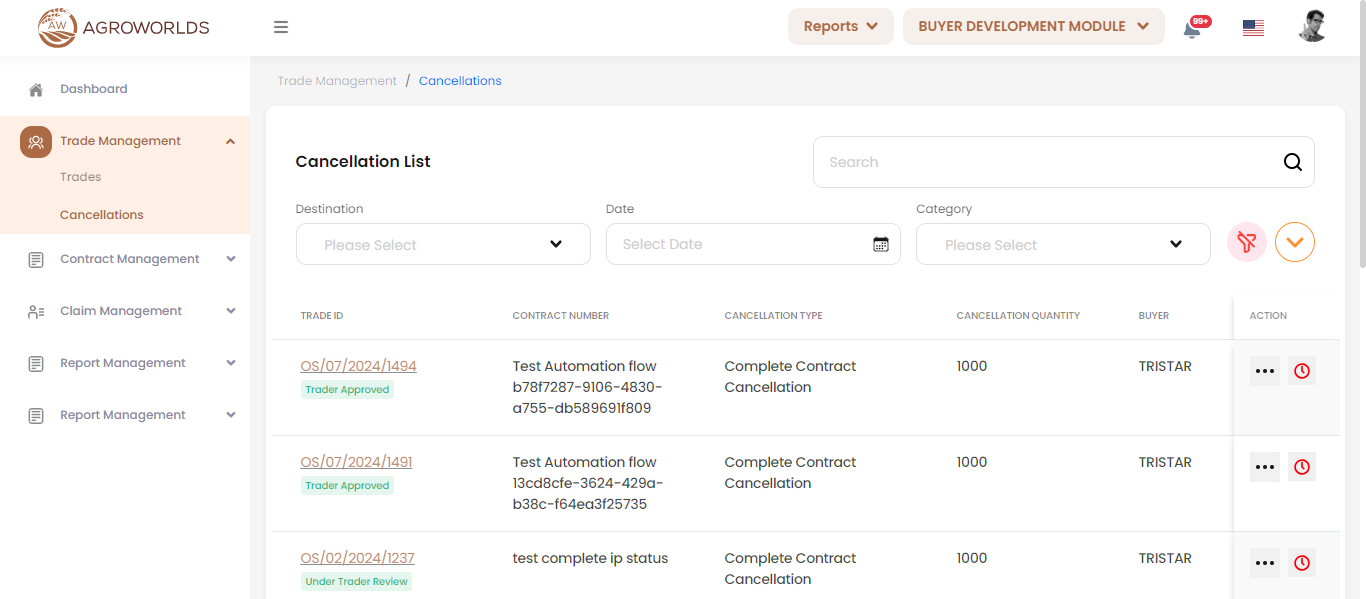 AW AGROWORLDS
Reports
BUYER DEVELOPMENT MODULE
99+
Dashboard
Trade Management
Trades
Cancellations
Contract Management
Claim Management
Report Management
Report Management
Trade Management / Cancellations
Cancellation List
Search
Destination Date Category
Please Select Select Date Please Select
TRADE ID CONTRACT NUMBER CANCELLATION TYPE CANCELLATION QUANTITY BUYER ACTION
OS/07/2024/1494 Test Automation flow Complete Contract 1000 TRISTAR
Trader Approved b78f7287-9106-4830- Cancellation
a755-db589691f809
OS/07/2024/1491 Test Automation flow Complete Contract 1000 TRISTAR
Trader Approved 13cd8cfe-3624-429a- Cancellation
b38c-f64ea3f25735
OS/02/2024/1237 test complete ip status Complete Contract 1000 TRISTAR
Under Trader Review Cancellation